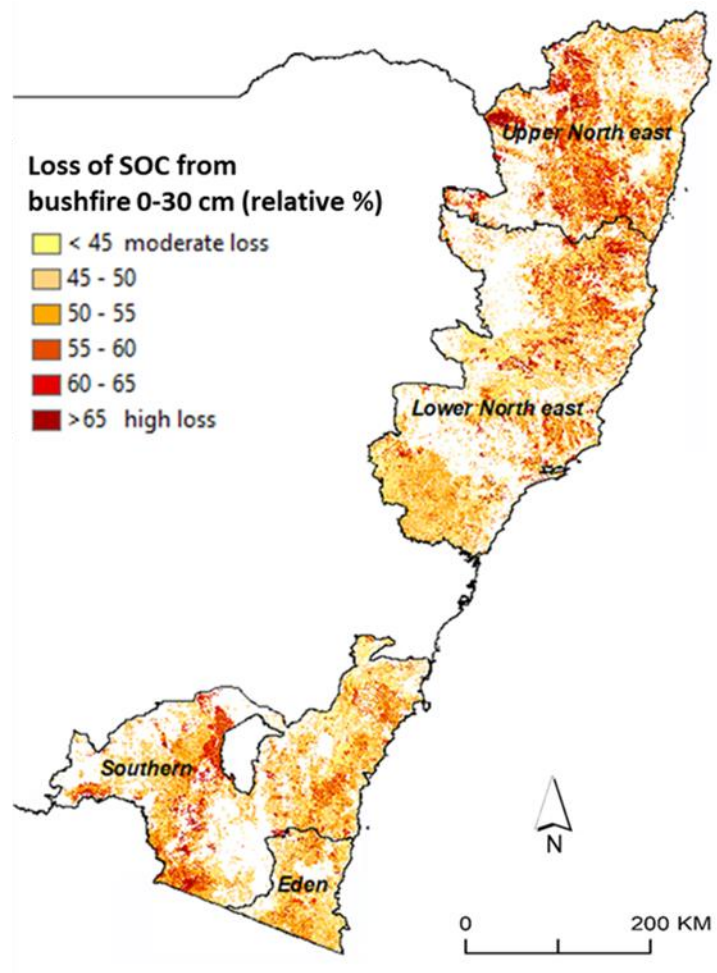 Upper North east
Loss of SOC from
bushfire 0-30 cm (relative %)
< 45 moderate loss
45 - 50
50 - 55
55 - 60
60 - 65
>65 high loss
Lower North east
Southern
Eden
N
0 200 KM